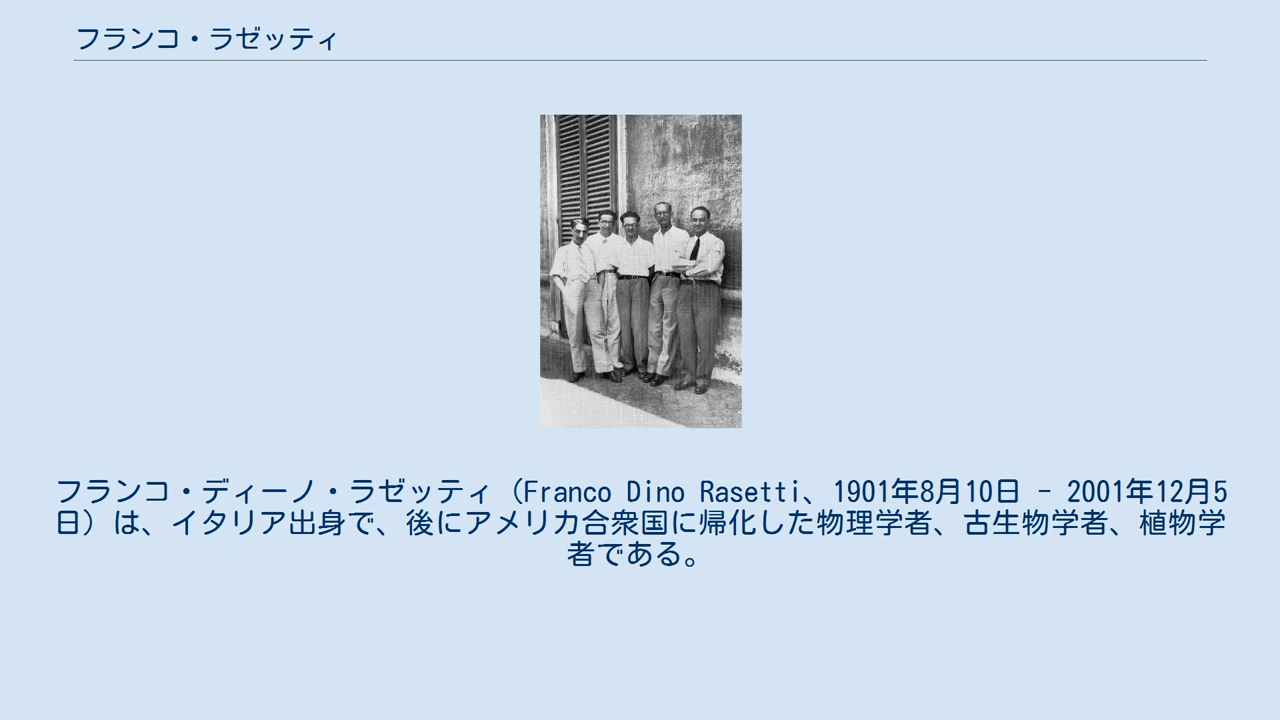 フランコ・ラゼッティ
フランコ・ディーノ・ラゼッティ（Franco Dino Rasetti、1901年8月10日 - 2001年12月5
日）は、イタリア出身で、後にアメリカ合衆国に帰化した物理学者、古生物学者、植物学
者である。